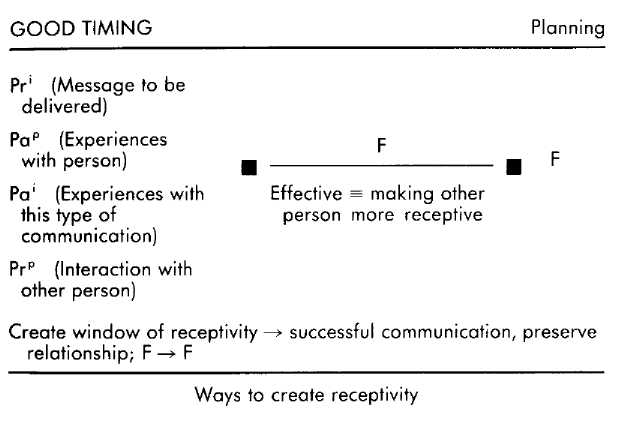 GOOD TIMING Planning
Prⁱ (Message to be
delivered)
Paᵖ (Experiences
with person)
Paⁱ (Experiences with
this type of
communication)
Prᵖ (Interaction with
other person)
F
F
Effective ≡ making other
person more receptive
Create window of receptivity → successful communication, preserve
relationship; F → F
Ways to create receptivity